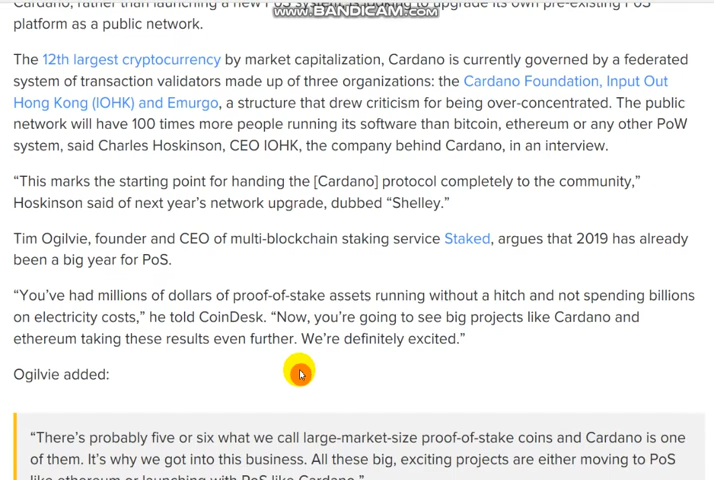 Cardano, rather than launching a new PoS system, is looking to upgrade its own pre-existing PoS
WWW.BANDICAM.COM
platform as a public network.
The 12th largest cryptocurrency by market capitalization, Cardano is currently governed by a federated
system of transaction validators made up of three organizations: the Cardano Foundation, Input Out
Hong Kong (IOHK) and Emurgo, a structure that drew criticism for being over-concentrated. The public
network will have 100 times more people running its software than bitcoin, ethereum or any other PoW
system, said Charles Hoskinson, CEO IOHK, the company behind Cardano, in an interview.
“This marks the starting point for handing the [Cardano] protocol completely to the community,”
Hoskinson said of next year’s network upgrade, dubbed “Shelley.”
Tim Ogilvie, founder and CEO of multi-blockchain staking service Staked, argues that 2019 has already
been a big year for PoS.
“You’ve had millions of dollars of proof-of-stake assets running without a hitch and not spending billions
on electricity costs,” he told CoinDesk. “Now, you’re going to see big projects like Cardano and
ethereum taking these results even further. We’re definitely excited.”
Ogilvie added:
“There’s probably five or six what we call large-market-size proof-of-stake coins and Cardano is one
of them. It’s why we got into this business. All these big, exciting projects are either moving to PoS
like ethereum or launching with PoS like Cardano.”